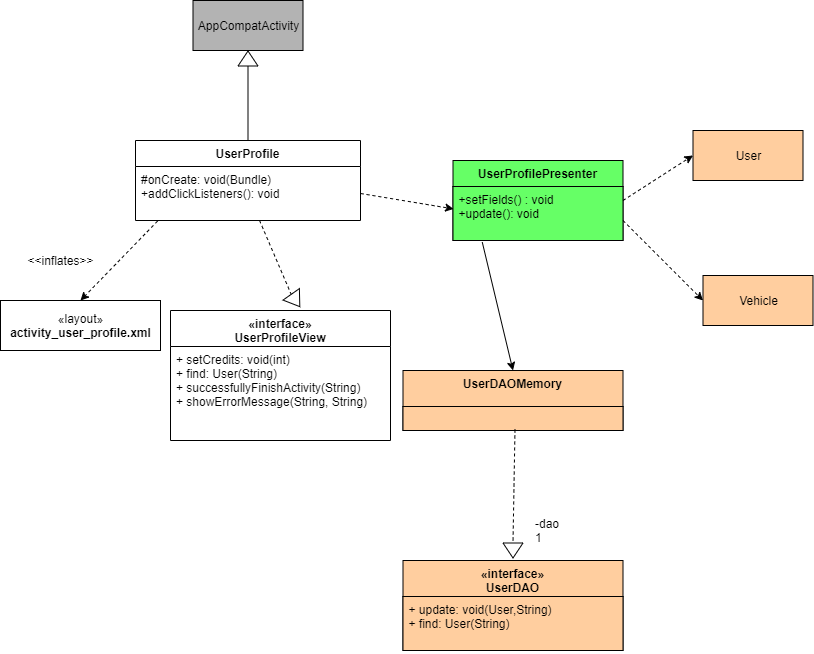 AppCompatActivity
UserProfile
#onCreate: void(Bundle)
+addClickListeners(): void
UserProfilePresenter
+setFields() : void
+update(): void
User
Vehicle
<<inflates>>
«layout»
activity_user_profile.xml
«interface»
UserProfileView
+ setCredits: void(int)
+ find: User(String)
+ successfullyFinishActivity(String)
+ showErrorMessage(String, String)
UserDAOMemory
-dao
1
«interface»
UserDAO
+ update: void(User,String)
+ find: User(String)